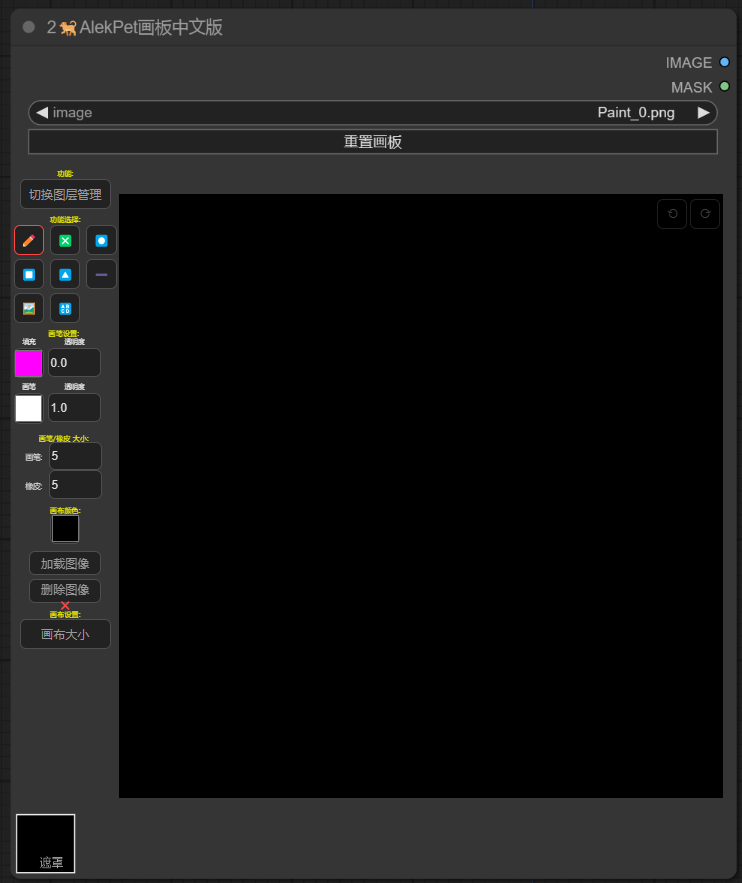 2🐕AlekPet画板中文版
IMAGE
MASK
image Paint_0.png
重置画板
功能:
切换图层管理
功能选择:
ABCD
画笔设置:
填充 透明度
0.0
画笔 透明度
1.0
画笔/橡皮 大小:
画笔: 5
橡皮: 5
画布颜色:
加载图像
删除图像
画布设置:
画布大小
遮罩